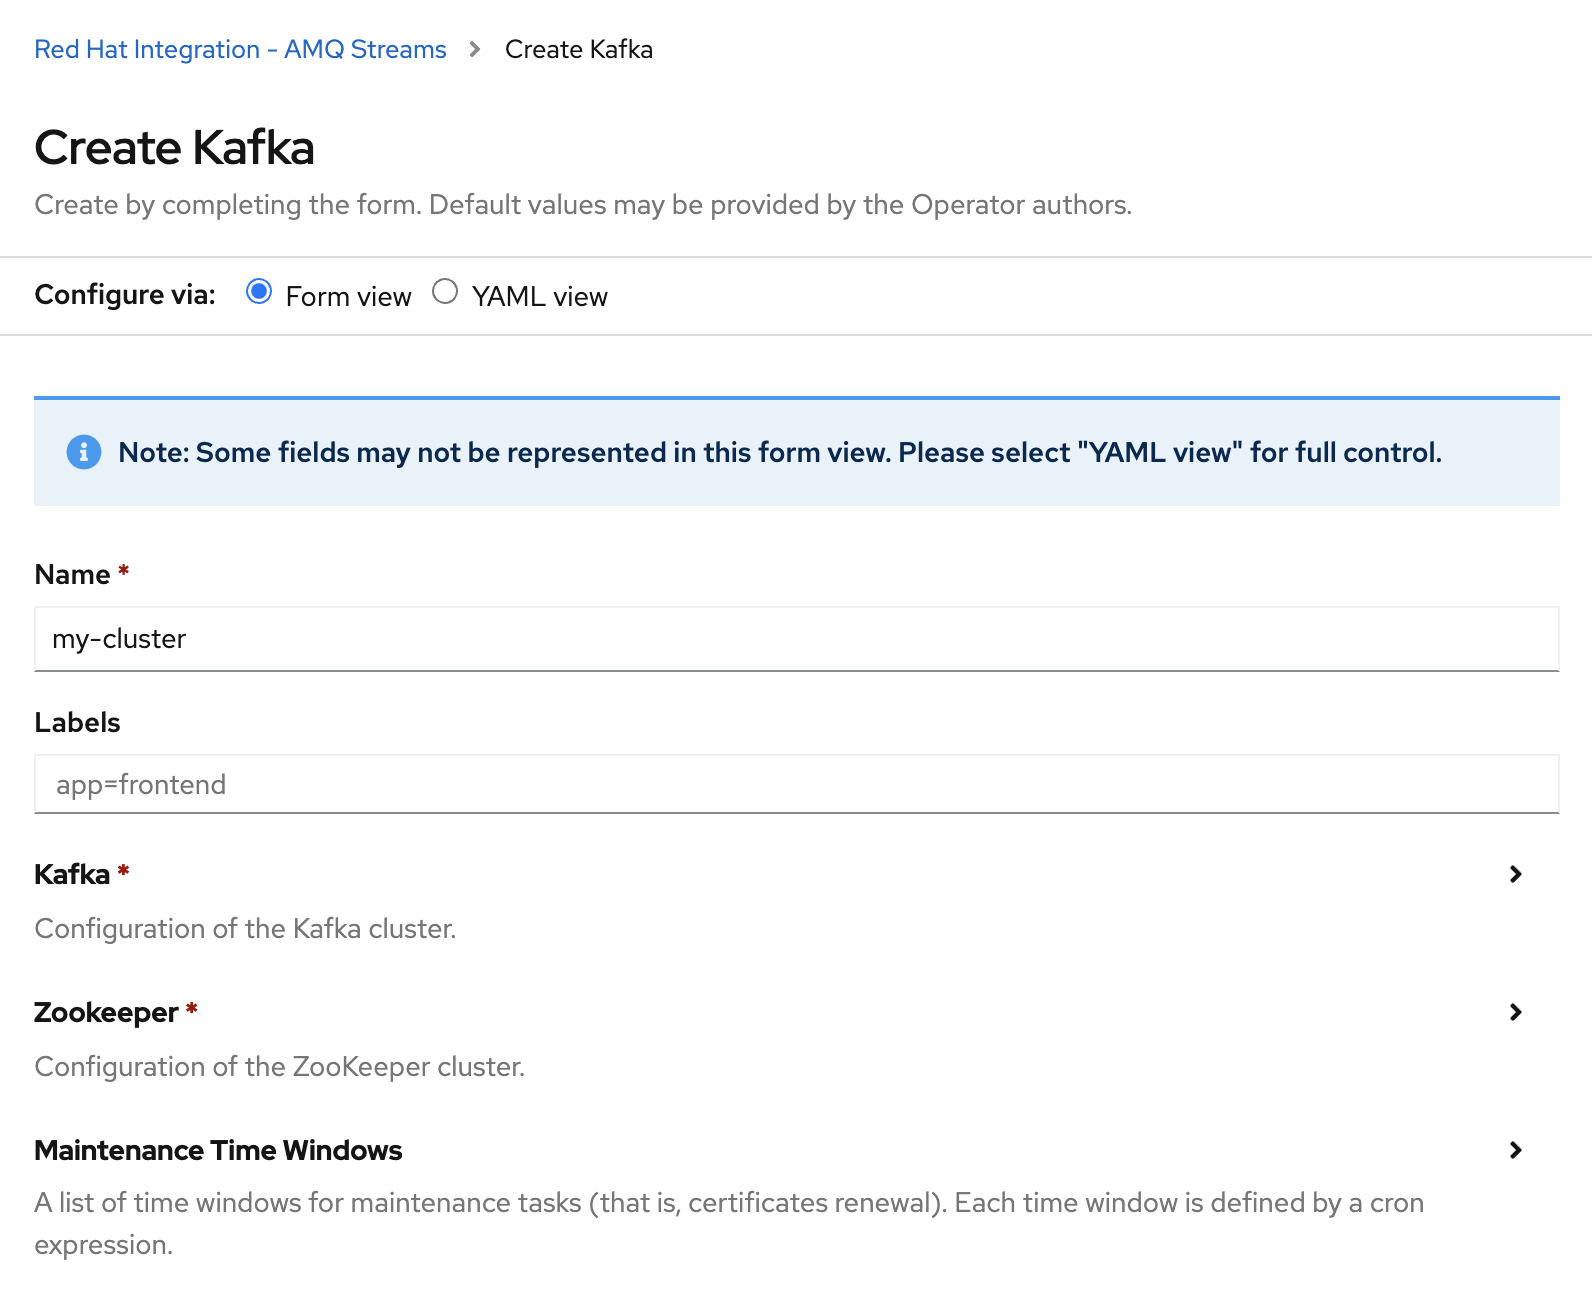 Red Hat Integration - AMQ Streams > Create Kafka
Create Kafka
Create by completing the form. Default values may be provided by the Operator authors.
Configure via: Form view YAML view
Note: Some fields may not be represented in this form view. Please select "YAML view" for full control.
Name *
my-cluster
Labels
app=frontend
Kafka *
Configuration of the Kafka cluster.
Zookeeper *
Configuration of the ZooKeeper cluster.
Maintenance Time Windows
A list of time windows for maintenance tasks (that is, certificates renewal). Each time window is defined by a cron
expression.